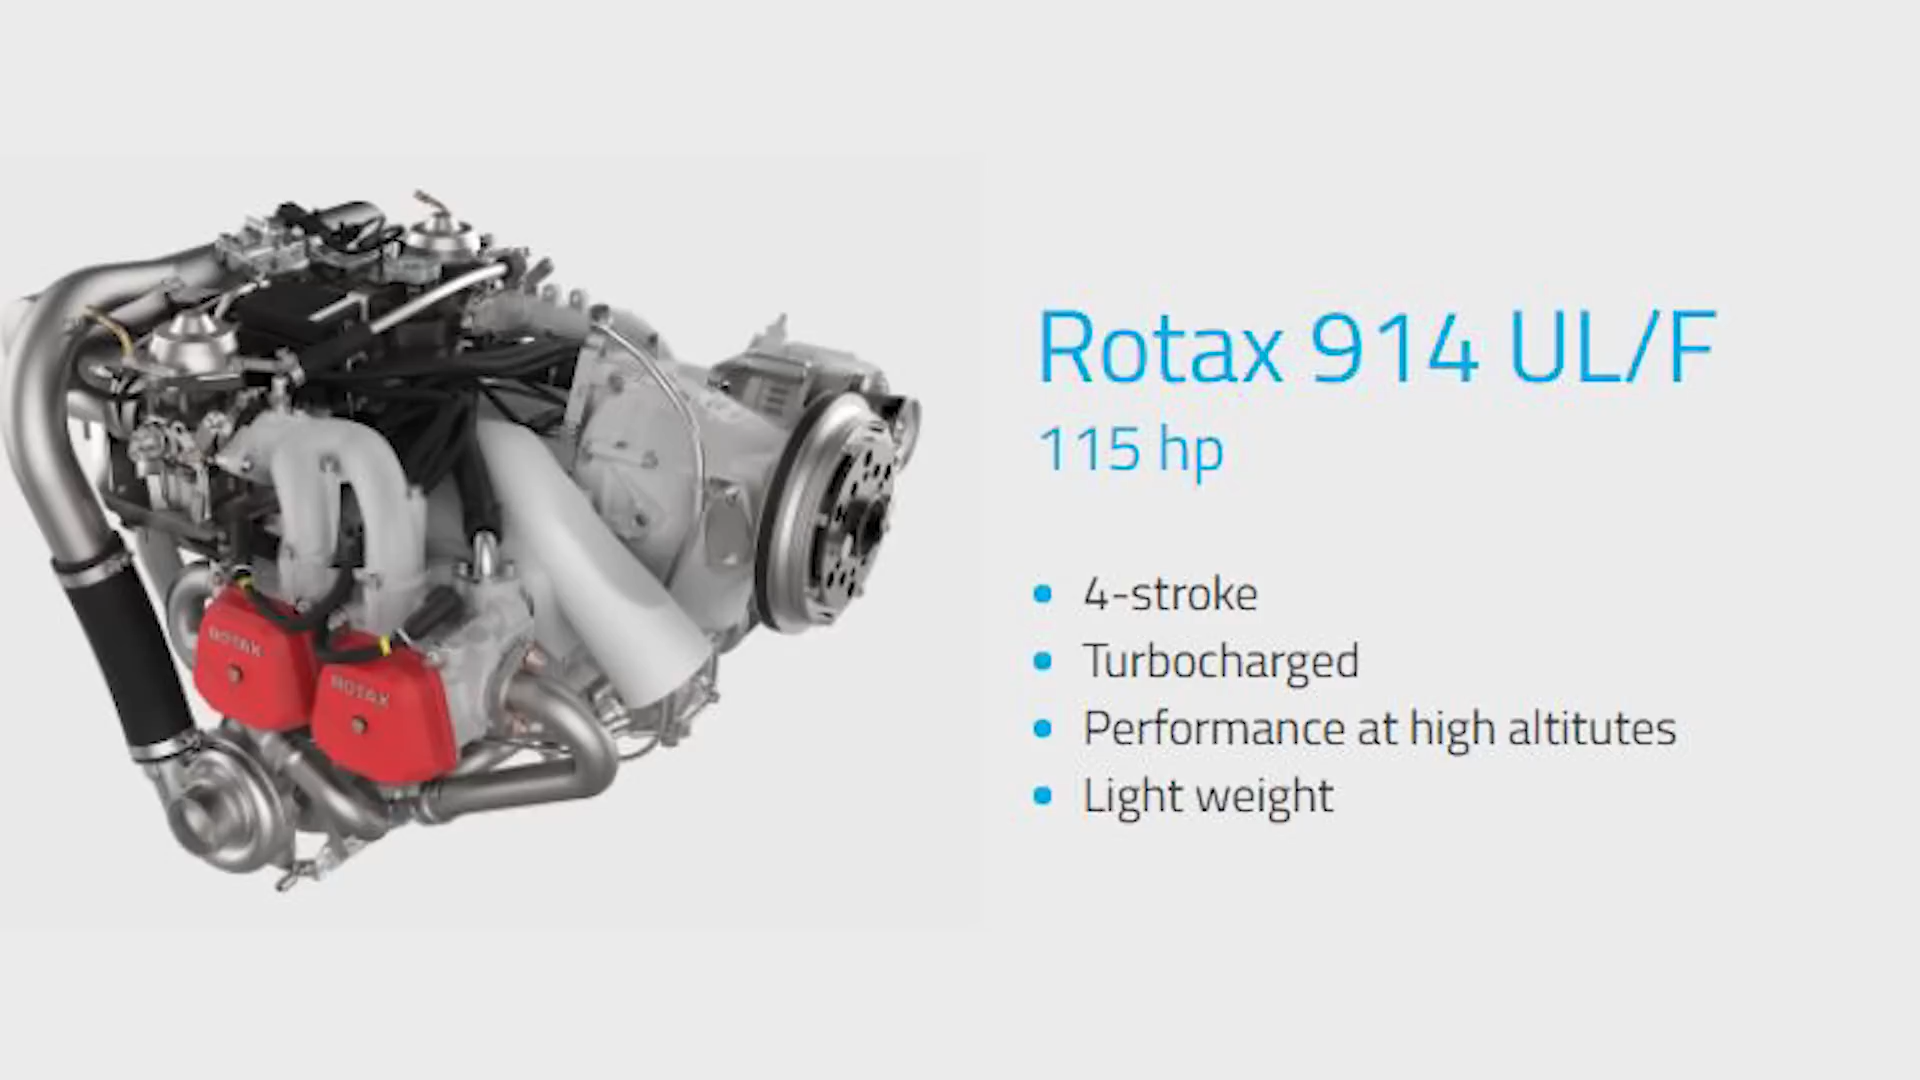 Rotax 914 UL/F
115 hp
4-stroke
Turbocharged
Performance at high altitutes
Light weight
ROTAX
ROTAX